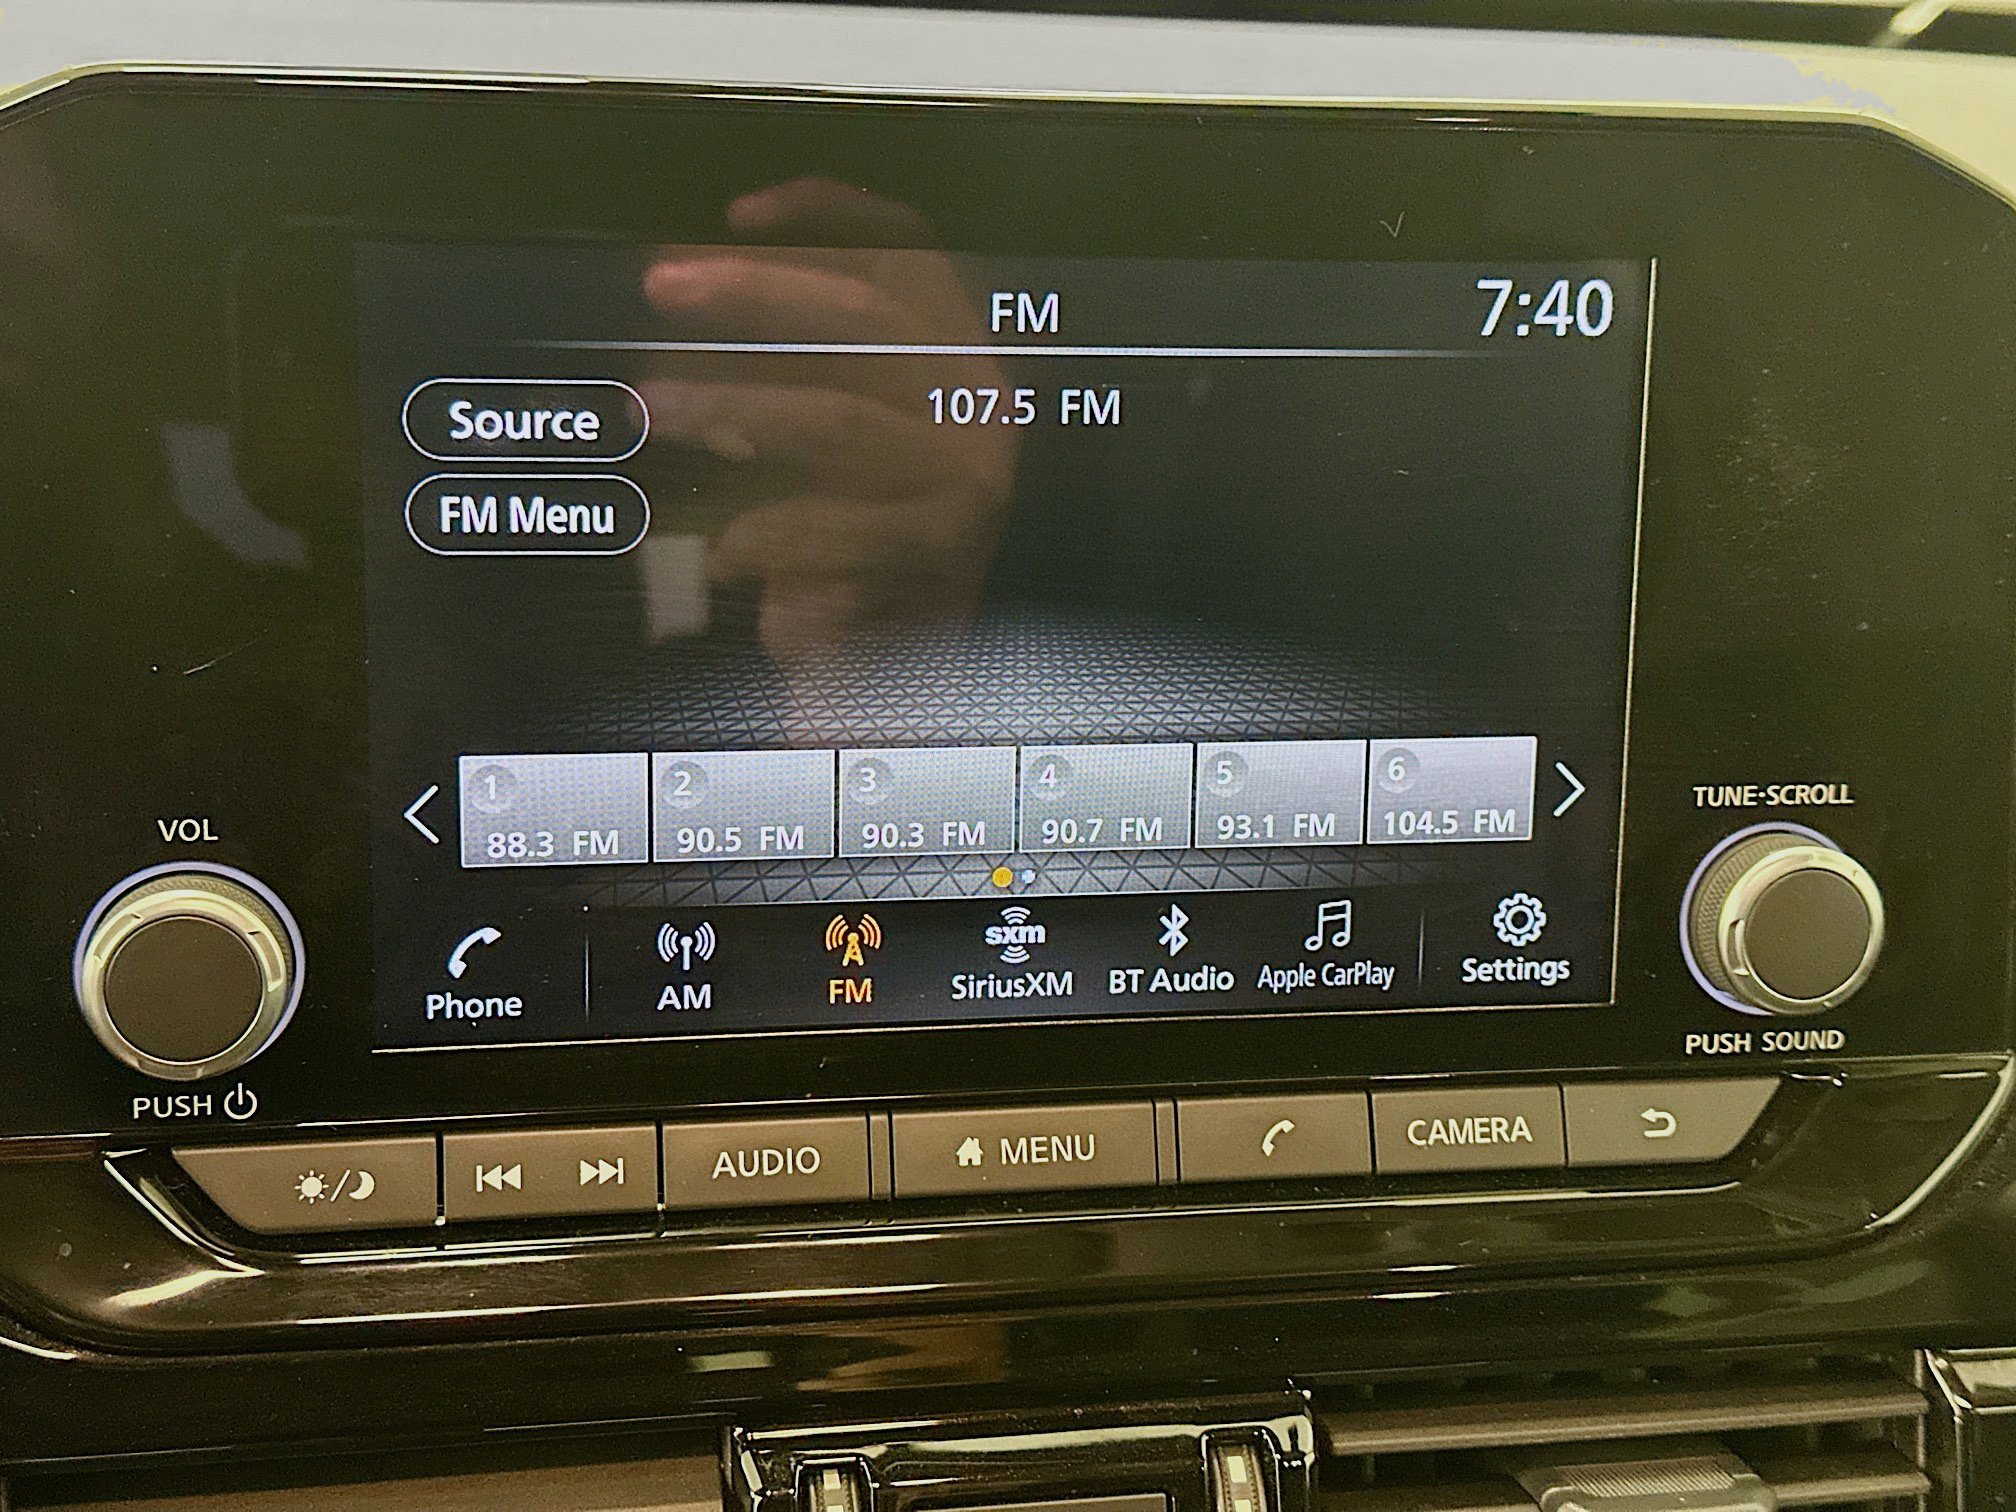 FM
7:40
Source
107.5 FM
FM Menu
1
2
3
4
5
6
88.3 FM
90.5 FM
90.3 FM
90.7 FM
93.1 FM
104.5 FM
Phone
AM
FM
sxm
SiriusXM
BT Audio
Apple CarPlay
Settings
VOL
PUSH
TUNE·SCROLL
PUSH SOUND
AUDIO
MENU
CAMERA